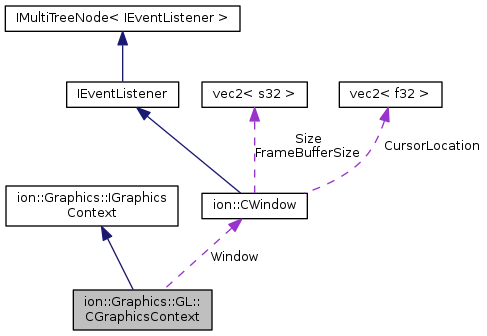 IMultiTreeNode< IEventListener >
IEventListener
vec2< s32 >
vec2< f32 >
Size
FrameBufferSize
CursorLocation
ion::Graphics::IGraphics
Context
ion::CWindow
Window
ion::Graphics::GL::
CGraphicsContext